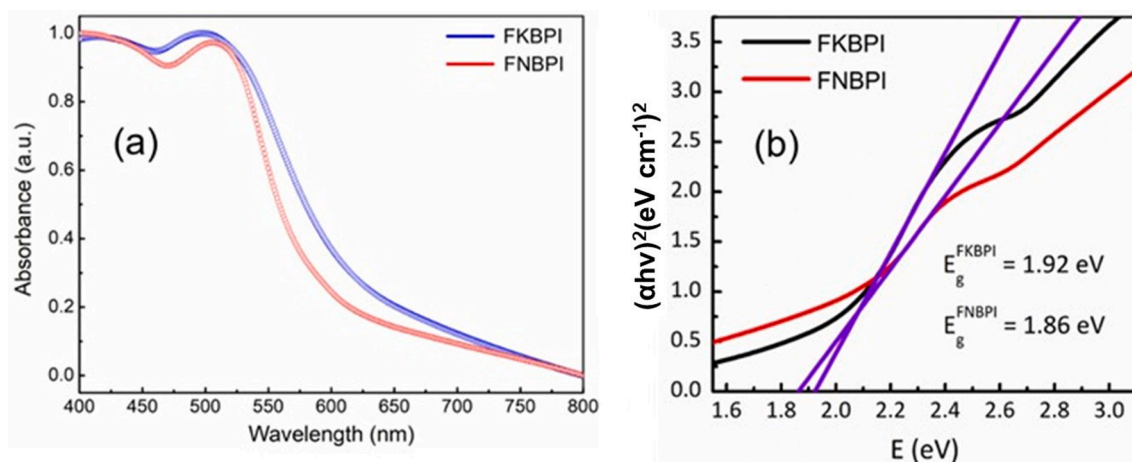 FKBPI
FNBPI
(a)
Absorbance (a.u.)
1.0
0.8
0.6
0.4
0.2
0.0
400 450 500 550 600 650 700 750 800
Wavelength (nm)
FKBPI
FNBPI
(b)
(αhν)²(eV cm⁻¹)²
3.5
3.0
2.5
2.0
1.5
1.0
0.5
0.0
E_g^FKBPI = 1.92 eV
E_g^FNBPI = 1.86 eV
1.6 1.8 2.0 2.2 2.4 2.6 2.8 3.0
E (eV)